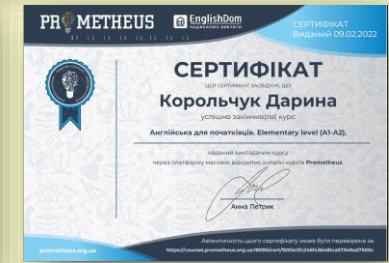 PROMETHEUS
EnglishDom
СЕРТИФІКАТ
Виданий 09.02.2022
СЕРТИФІКАТ
ЦЕЙ СЕРТИФІКАТ ЗАСВІДЧУЄ, ЩО
Корольчук Дарина
успішно закінчив(ла) курс
Англійська для початківців. Elementary level (A1-A2),
наданий викладачем курсу
через платформу масових відкритих онлайн-курсів Prometheus
Анна Петрик
Автентичність цього сертифікату може бути перевірена за
prometheus.org.ua